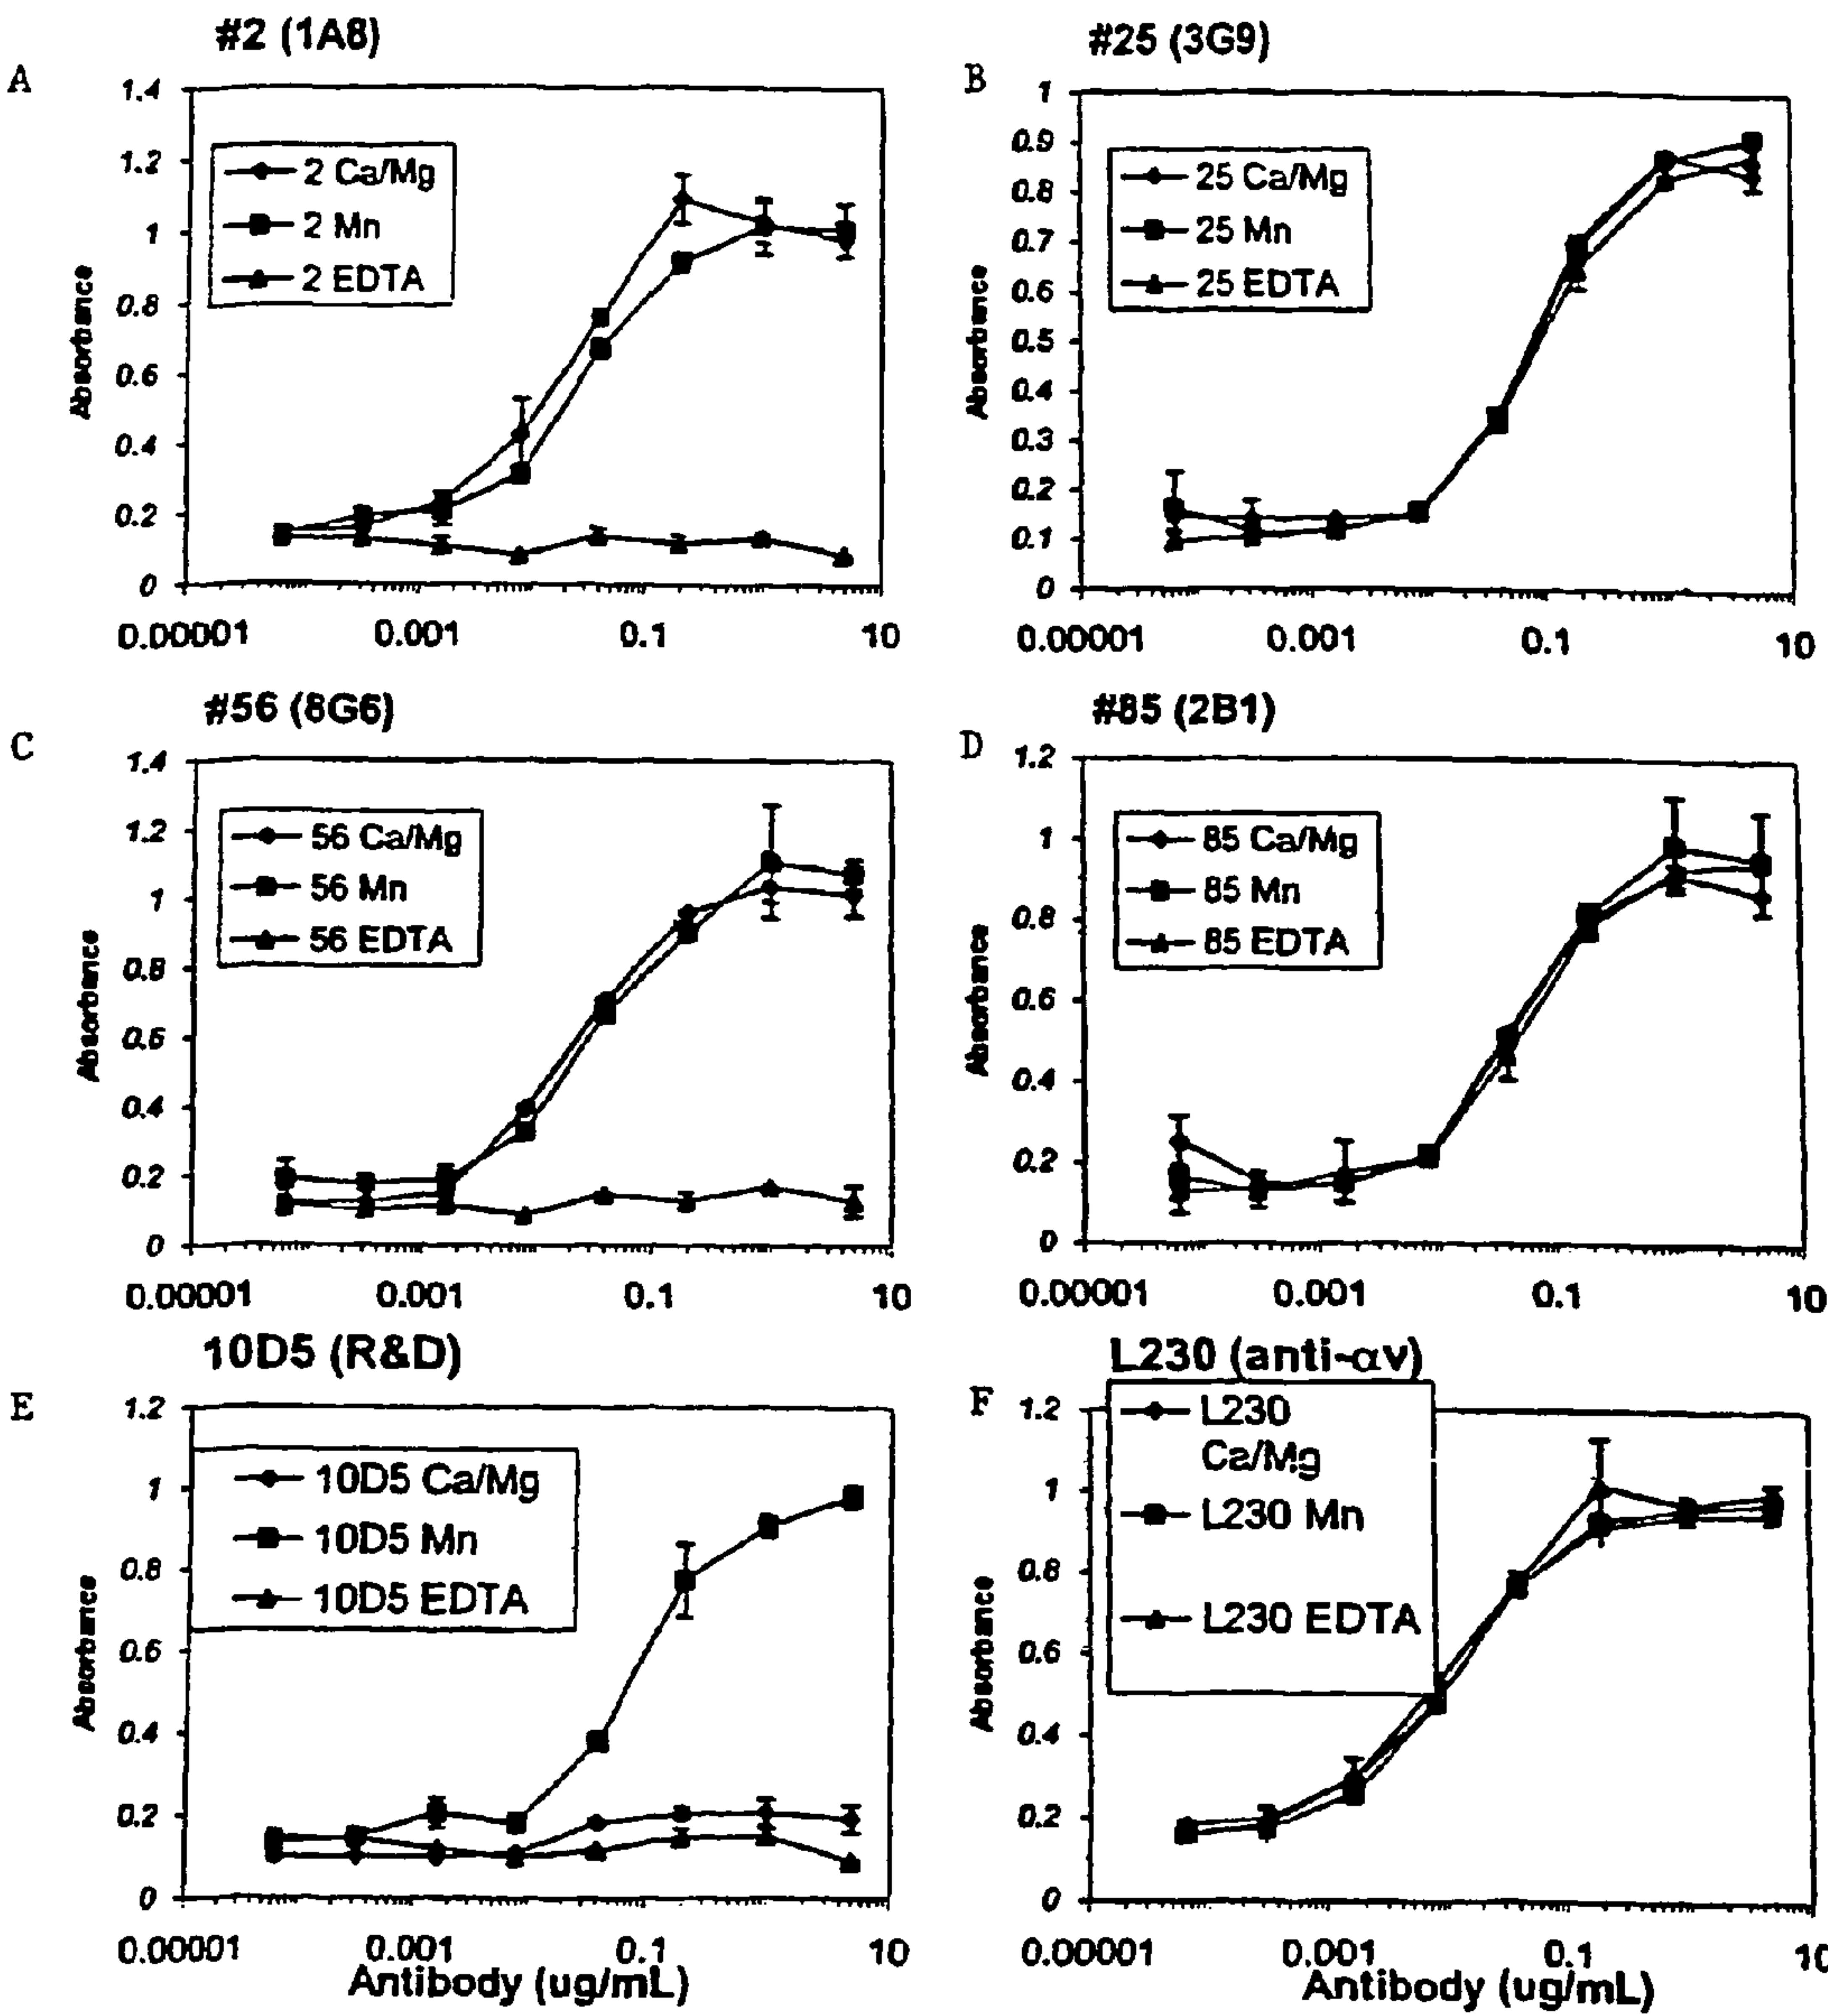 #2 (1A8)
A
1.4
1.2
1
0.8
0.6
0.4
0.2
0
Absorbance
2 Ca/Mg
2 Mn
2 EDTA
0.00001 0.001 0.1 10
#25 (3G9)
B
1
0.9
0.8
0.7
0.6
0.5
0.4
0.3
0.2
0.1
0
Absorbance
25 Ca/Mg
25 Mn
25 EDTA
0.00001 0.001 0.1 10
#56 (8G6)
C
1.4
1.2
1
0.8
0.6
0.4
0.2
0
Absorbance
56 Ca/Mg
56 Mn
56 EDTA
0.00001 0.001 0.1 10
#85 (2B1)
D
1.2
1
0.8
0.6
0.4
0.2
0
Absorbance
85 Ca/Mg
85 Mn
85 EDTA
0.00001 0.001 0.1 10
10D5 (R&D)
E
1.2
1
0.8
0.6
0.4
0.2
0
Absorbance
10D5 Ca/Mg
10D5 Mn
10D5 EDTA
0.00001 0.001 0.1 10
Antibody (ug/mL)
L230 (anti-αv)
F
1.2
1
0.8
0.6
0.4
0.2
0
Absorbance
L230
Ca/Mg
L230 Mn
L230 EDTA
0.00001 0.001 0.1 10
Antibody (ug/mL)